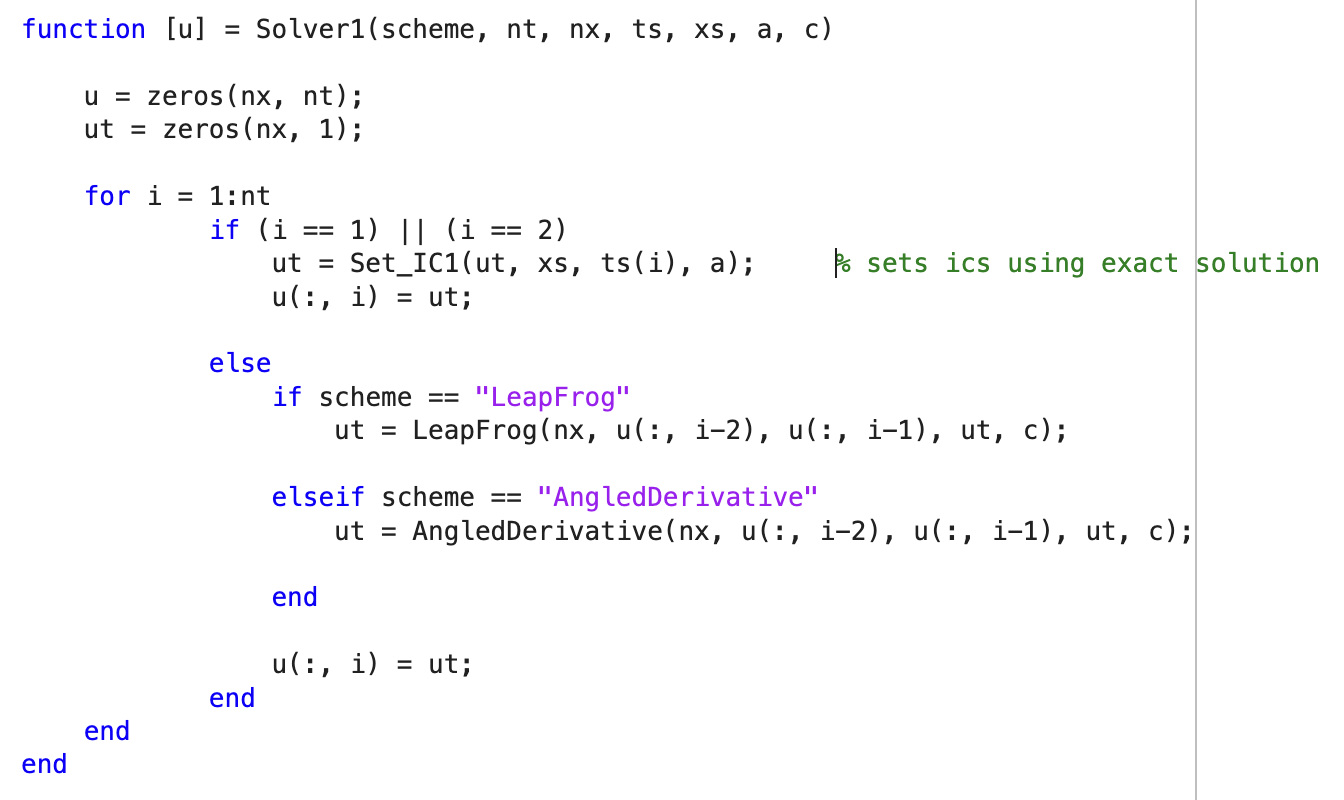 function [u] = Solver1(scheme, nt, nx, ts, xs, a, c)
u = zeros(nx, nt);
ut = zeros(nx, 1);
for i = 1:nt
if (i == 1) || (i == 2)
ut = Set_IC1(ut, xs, ts(i), a); % sets ics using exact solution
u(:, i) = ut;
else
if scheme == "LeapFrog"
ut = LeapFrog(nx, u(:, i-2), u(:, i-1), ut, c);
elseif scheme == "AngledDerivative"
ut = AngledDerivative(nx, u(:, i-2), u(:, i-1), ut, c);
end
u(:, i) = ut;
end
end
end